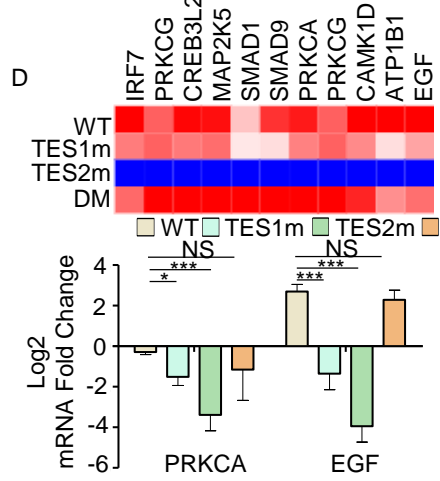 D
IRF7
PRKCG
CREB3L2
MAP2K5
SMAD1
SMAD9
PRKCA
PRKCG
CAMK1D
ATP1B1
EGF
WT
TES1m
TES2m
DM
WT TES1m TES2m
NS NS
*** ***
* ***
Log2
mRNA Fold Change
4
2
0
-2
-4
-6
PRKCA EGF